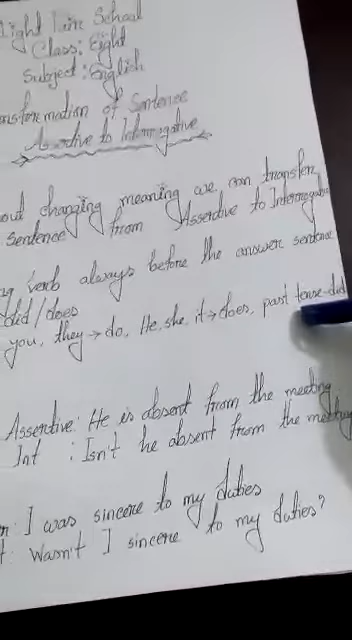 Light School
Class: Eight
Subject: English
nsformation of Sentence
Assertive to Interrogative
out changing meaning we can transfer
sentence from Assertive to Interrogative
verb always before the answer sentence
did/does
you, they → do, He, she, it → does, past tense-did
Assertive: He is absent from the meeting
Int : Isn't he absent from the meeting
I was sincere to my duties
t: Wasn't I sincere to my duties?